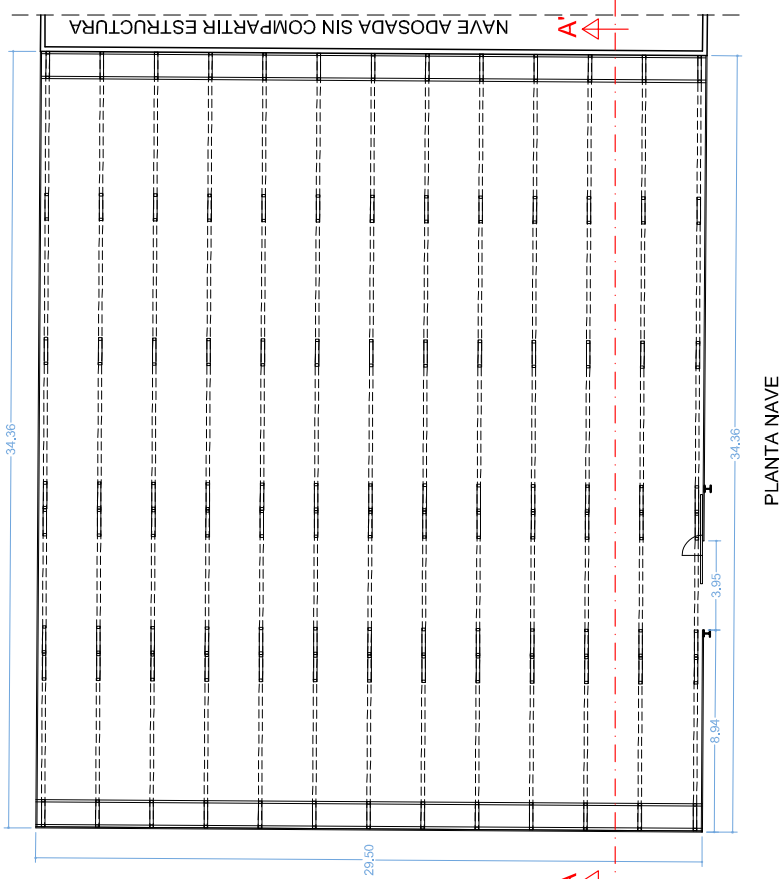 NAVE ADOSADA SIN COMPARTIR ESTRUCTURA
A'
34.36
34.36
PLANTA NAVE
3.95
8.94
29.50
A